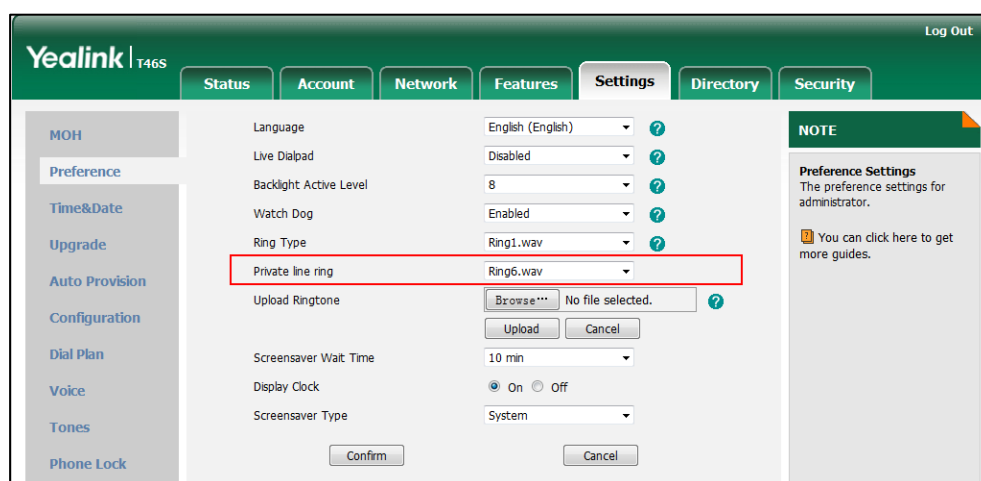 Log Out
Yealink | T46S
Status Account Network Features Settings Directory Security
MOH
Preference
Time&Date
Upgrade
Auto Provision
Configuration
Dial Plan
Voice
Tones
Phone Lock
Language English (English) ?
Live Dialpad Disabled ?
Backlight Active Level 8 ?
Watch Dog Enabled ?
Ring Type Ring1.wav ?
Private line ring Ring6.wav
Upload Ringtone Browse··· No file selected. ?
Upload Cancel
Screensaver Wait Time 10 min
Display Clock On Off
Screensaver Type System
Confirm Cancel
NOTE
Preference Settings
The preference settings for
administrator.
? You can click here to get
more guides.